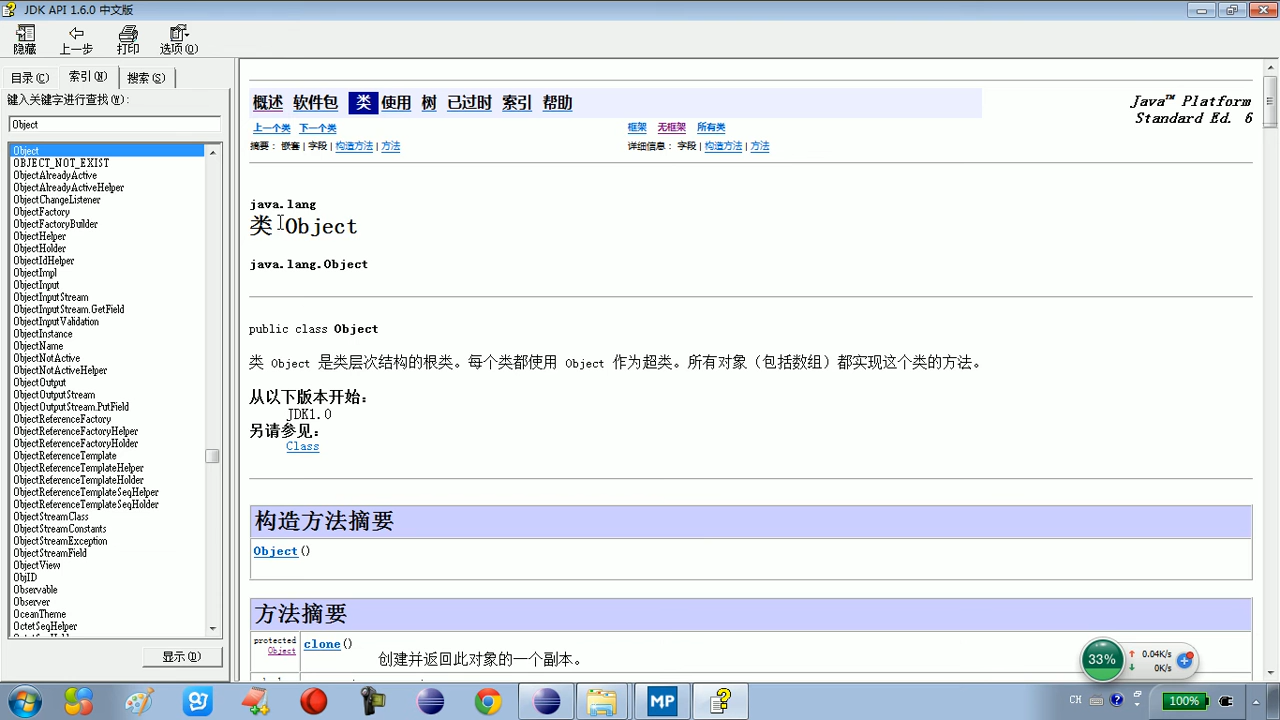 JDK API 1.6.0 中文版
隐藏 上一步 打印 选项(O)
目录(C) 索引(N) 搜索(S)
键入关键字进行查找(W):
Object
Object
OBJECT_NOT_EXIST
ObjectAlreadyActive
ObjectAlreadyActiveHelper
ObjectChangeListener
ObjectFactory
ObjectFactoryBuilder
ObjectHelper
ObjectHolder
ObjectIdHelper
ObjectImpl
ObjectInput
ObjectInputStream
ObjectInputStream.GetField
ObjectInputValidation
ObjectInstance
ObjectName
ObjectNotActive
ObjectNotActiveHelper
ObjectOutput
ObjectOutputStream
ObjectOutputStream.PutField
ObjectReferenceFactory
ObjectReferenceFactoryHelper
ObjectReferenceFactoryHolder
ObjectReferenceTemplate
ObjectReferenceTemplateHelper
ObjectReferenceTemplateHolder
ObjectReferenceTemplateSeqHelper
ObjectReferenceTemplateSeqHolder
ObjectStreamClass
ObjectStreamConstants
ObjectStreamException
ObjectStreamField
ObjectView
ObjID
Observable
Observer
OceanTheme
OctetSeqHelper
显示(D)
概述 软件包 类 使用 树 已过时 索引 帮助
Java™ Platform
Standard Ed. 6
上一个类 下一个类
框架 无框架 所有类
摘要： 嵌套 | 字段 | 构造方法 | 方法
详细信息： 字段 | 构造方法 | 方法
java.lang
类 Object
java.lang.Object
public class Object
类 Object 是类层次结构的根类。每个类都使用 Object 作为超类。所有对象（包括数组）都实现这个类的方法。
从以下版本开始：
JDK1.0
另请参见：
Class
构造方法摘要
Object()
方法摘要
protected
Object
clone()
创建并返回此对象的一个副本。
33%
0.04K/s
0K/s
MP
CH
100%